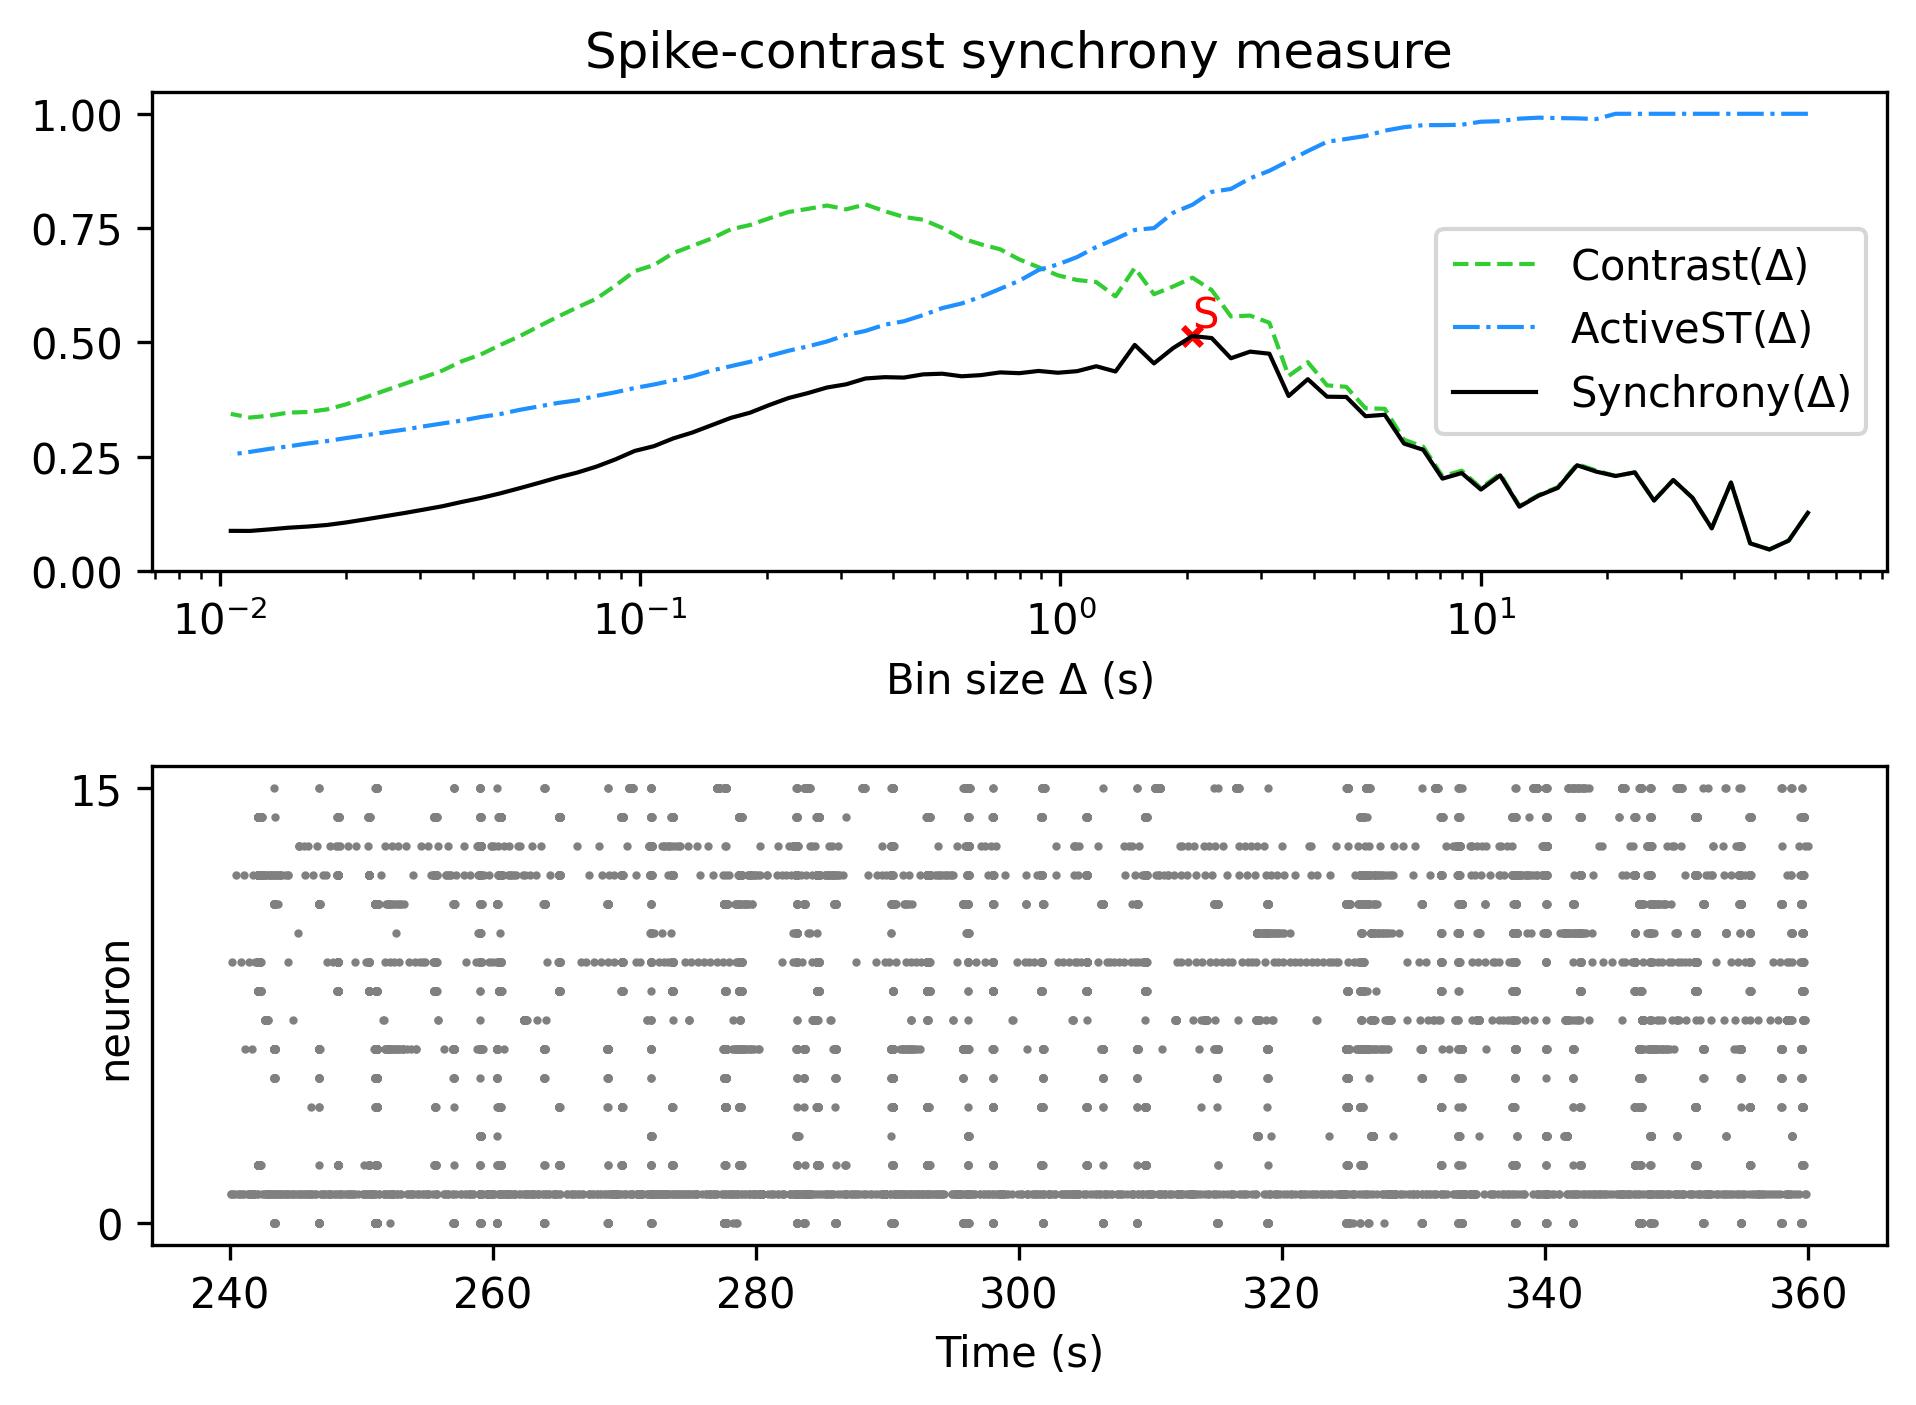 Spike-contrast synchrony measure
1.00
0.75
0.50
0.25
0.00
S
Contrast(Δ)
ActiveST(Δ)
Synchrony(Δ)
10⁻² 10⁻¹ 10⁰ 10¹
Bin size Δ (s)
15
0
neuron
240 260 280 300 320 340 360
Time (s)